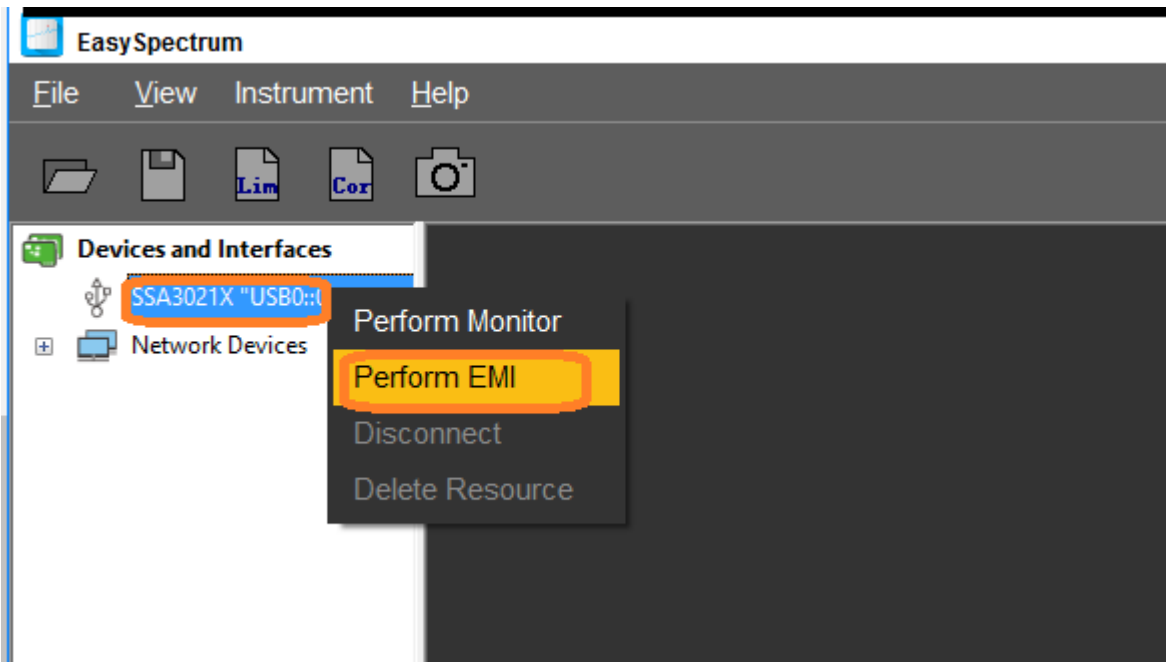 EasySpectrum
File View Instrument Help
Lim Cor
Devices and Interfaces
SSA3021X "USB0::
Network Devices
Perform Monitor
Perform EMI
Disconnect
Delete Resource